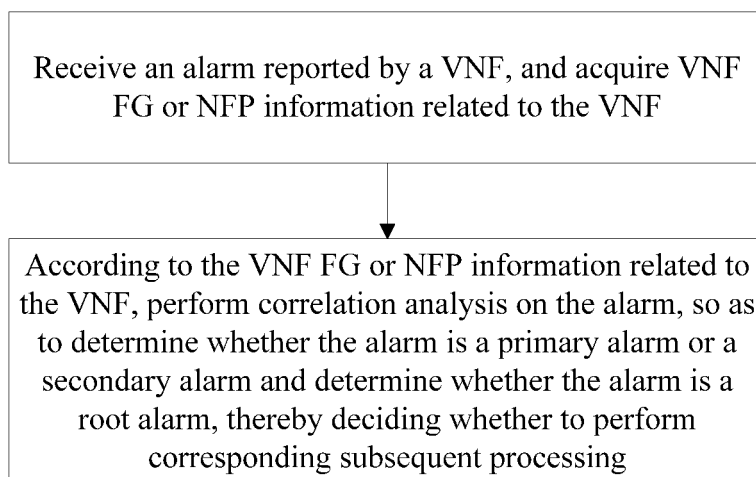 Receive an alarm reported by a VNF, and acquire VNF
FG or NFP information related to the VNF
According to the VNF FG or NFP information related to
the VNF, perform correlation analysis on the alarm, so as
to determine whether the alarm is a primary alarm or a
secondary alarm and determine whether the alarm is a
root alarm, thereby deciding whether to perform
corresponding subsequent processing